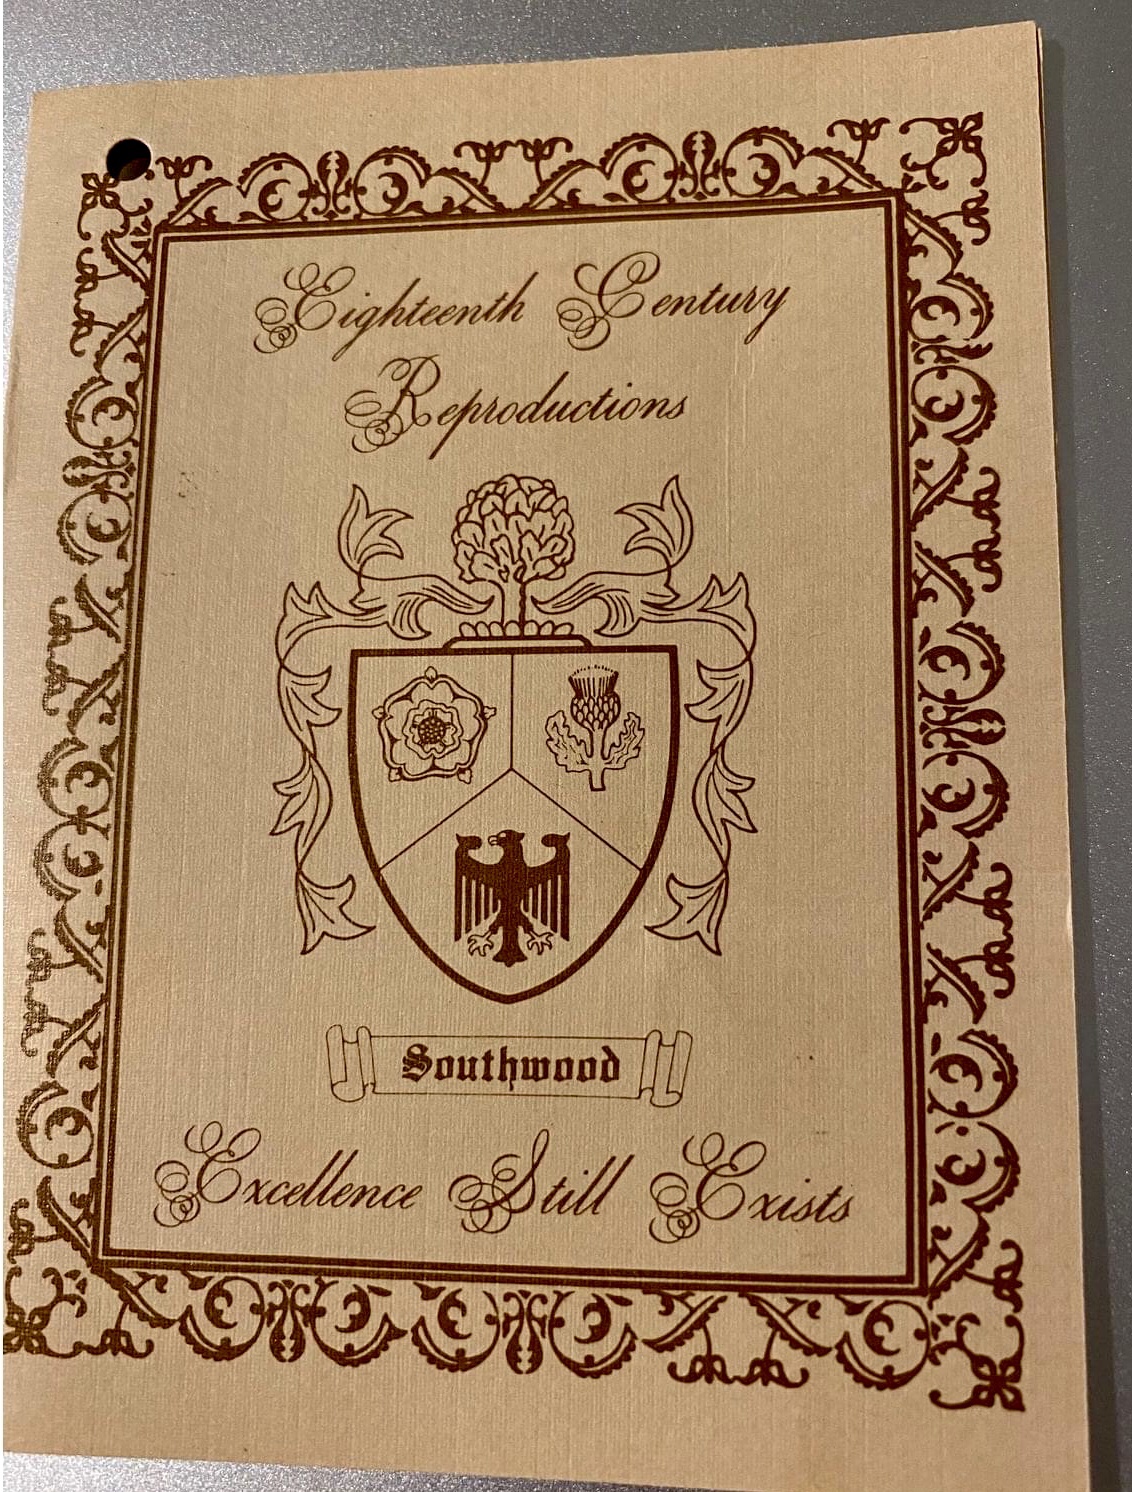 Eighteenth Century
Reproductions
Southwood
Excellence Still Exists